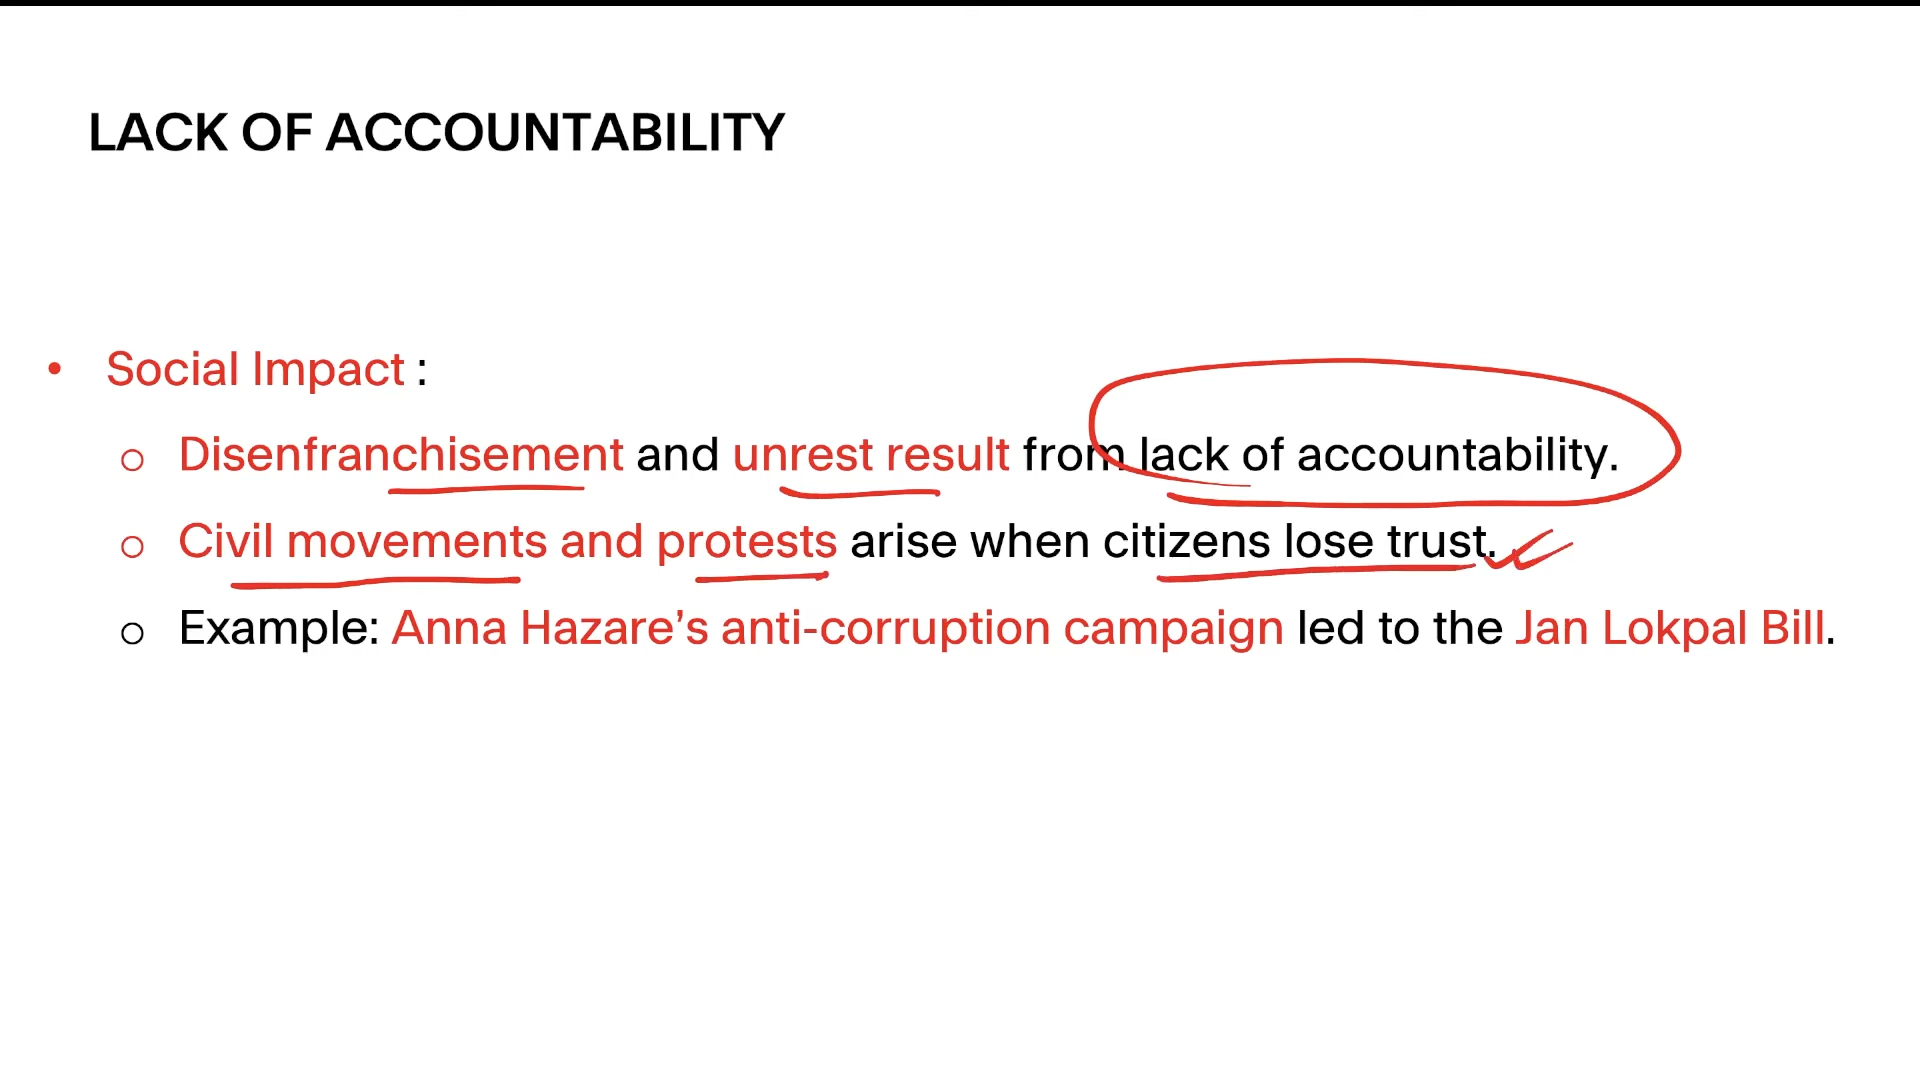 LACK OF ACCOUNTABILITY
• Social Impact :
○ Disenfranchisement and unrest result from lack of accountability.
○ Civil movements and protests arise when citizens lose trust.
○ Example: Anna Hazare’s anti-corruption campaign led to the Jan Lokpal Bill.